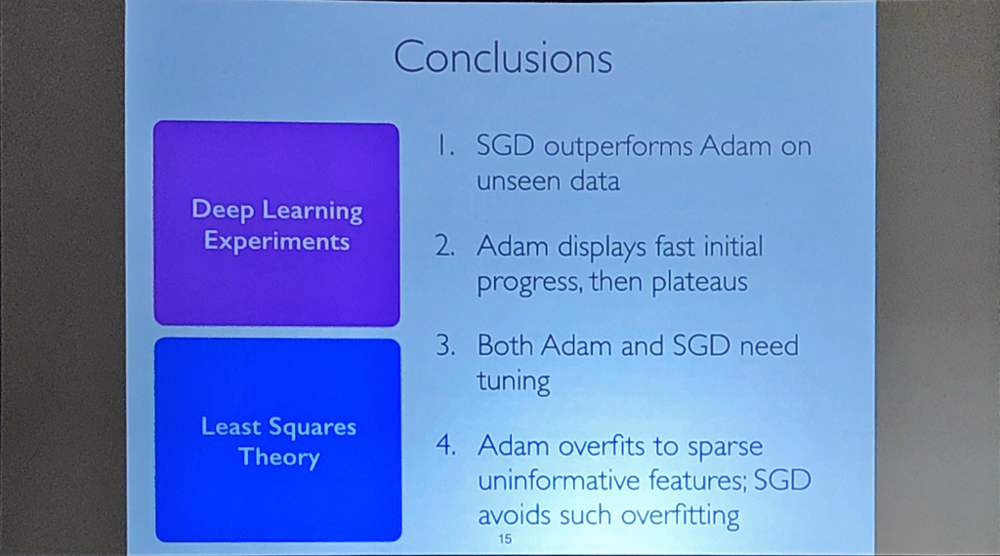 Conclusions
Deep Learning
Experiments
Least Squares
Theory
1. SGD outperforms Adam on
unseen data
2. Adam displays fast initial
progress, then plateaus
3. Both Adam and SGD need
tuning
4. Adam overfits to sparse
uninformative features; SGD
avoids such overfitting
15